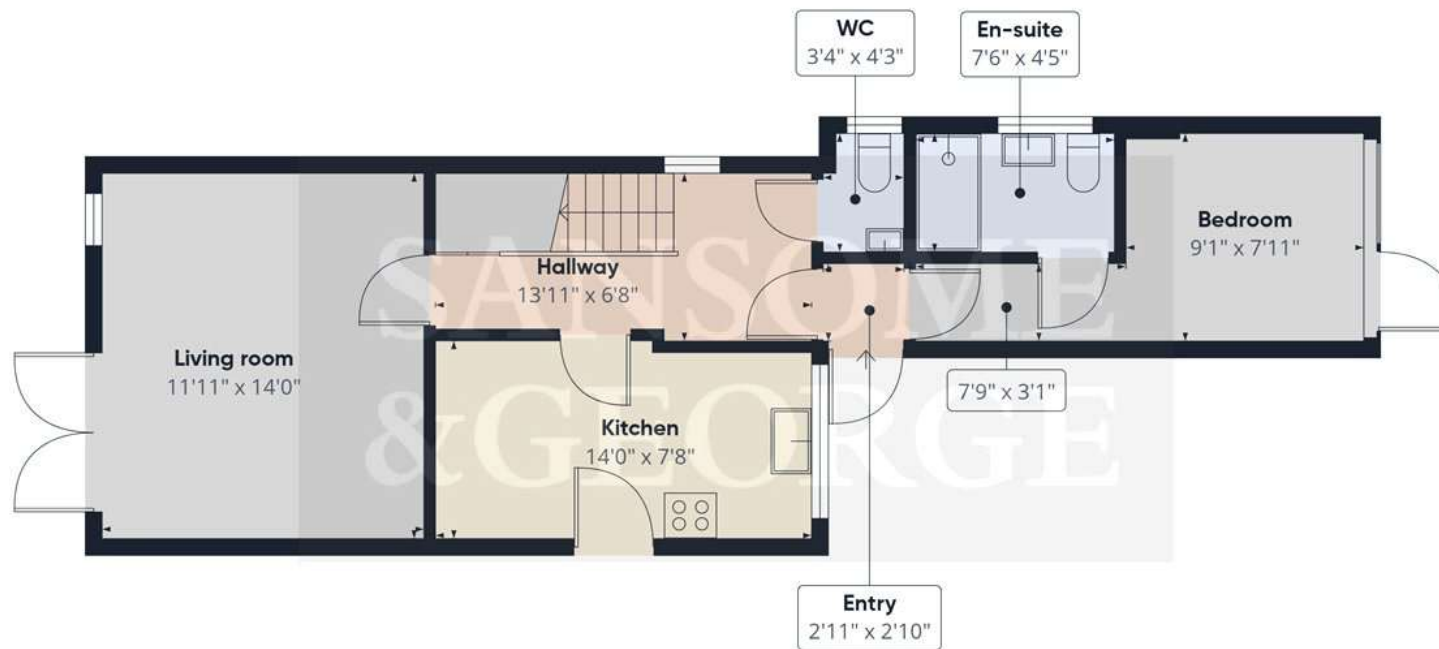 WC
3'4" x 4'3"
En-suite
7'6" x 4'5"
Bedroom
9'1" x 7'11"
Hallway
13'11" x 6'8"
SANSOME
Living room
11'11" x 14'0"
7'9" x 3'1"
&GEORGE
Kitchen
14'0" x 7'8"
Entry
2'11" x 2'10"